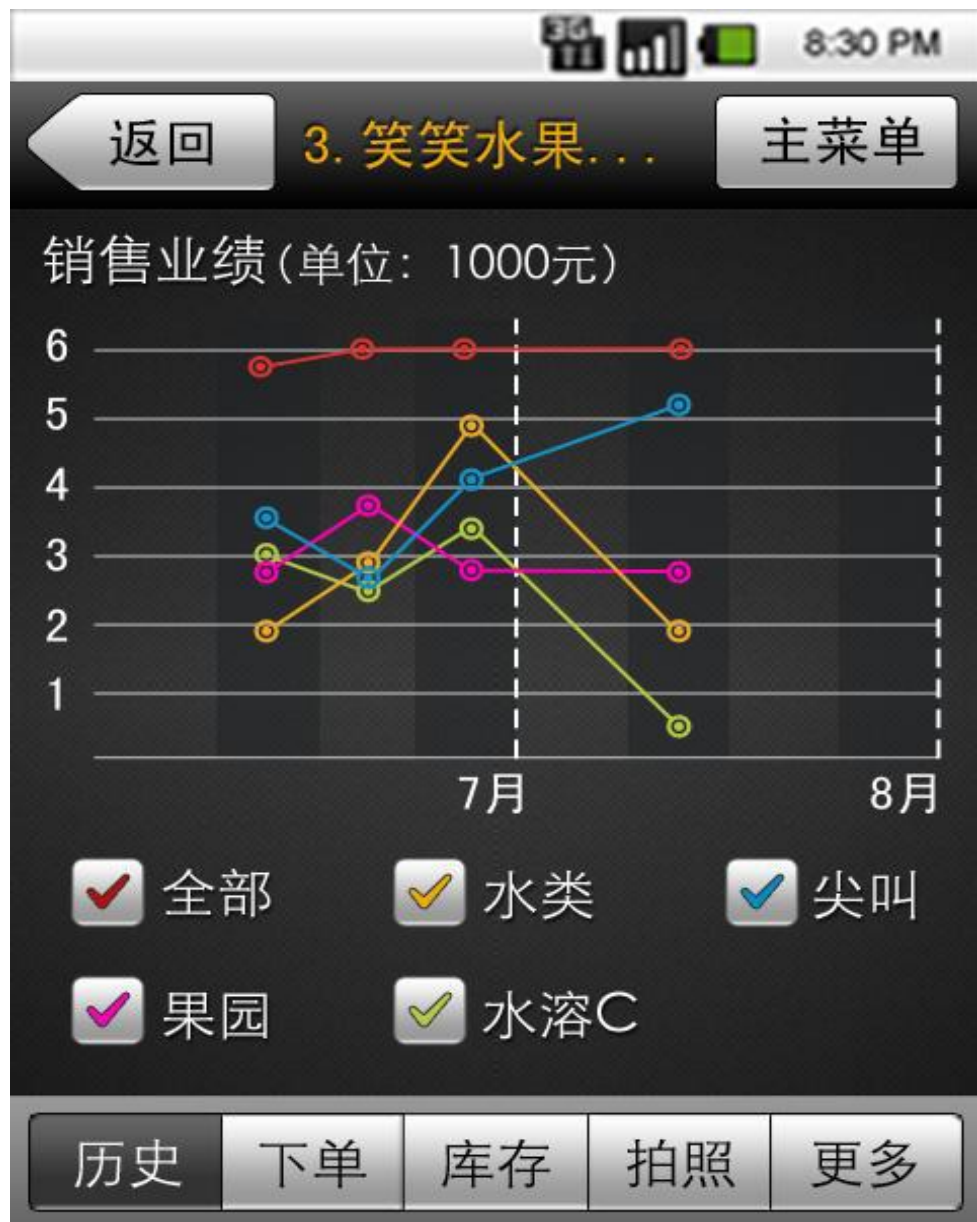 8:30 PM
返回 3. 笑笑水果... 主菜单
销售业绩(单位：1000元)
6
5
4
3
2
1
7月 8月
全部 水类 尖叫
果园 水溶C
历史 下单 库存 拍照 更多